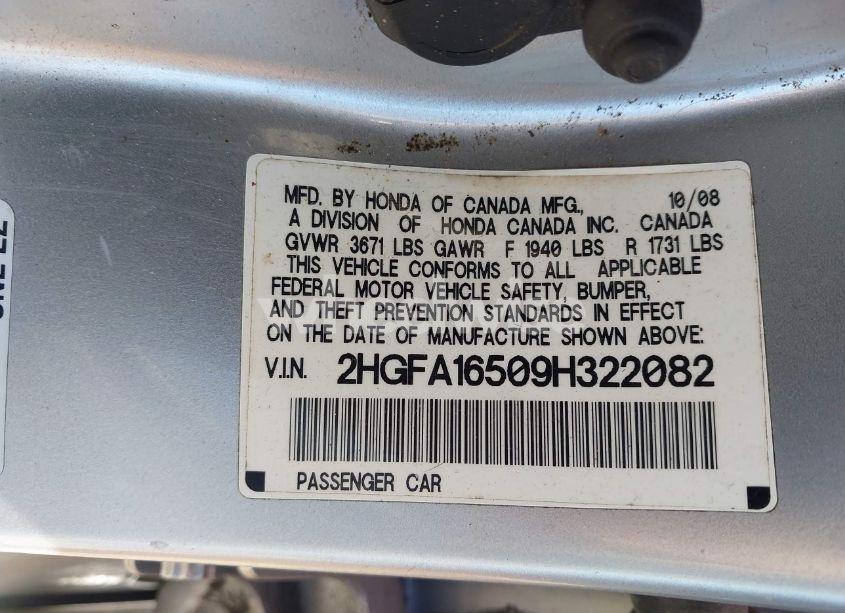 MFD. BY HONDA OF CANADA MFG., 10/08
A DIVISION OF HONDA CANADA INC. CANADA
GVWR 3671 LBS GAWR F 1940 LBS R 1731 LBS
THIS VEHICLE CONFORMS TO ALL APPLICABLE
FEDERAL MOTOR VEHICLE SAFETY, BUMPER,
AND THEFT PREVENTION STANDARDS IN EFFECT
ON THE DATE OF MANUFACTURE SHOWN ABOVE:
V.I.N. 2HGFA16509H322082
PASSENGER CAR